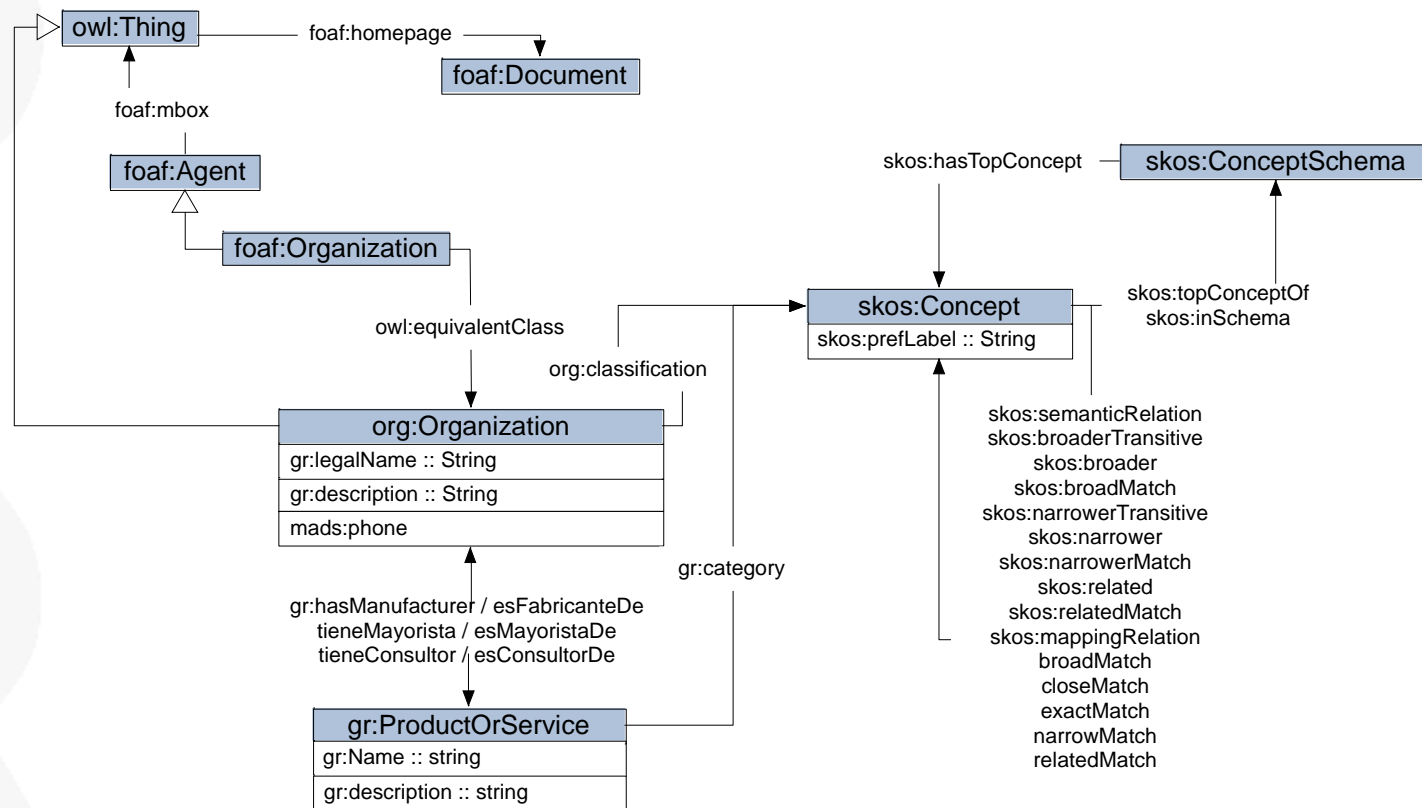 owl:Thing
foaf:homepage
foaf:Document
foaf:mbox
foaf:Agent
skos:hasTopConcept
skos:ConceptSchema
foaf:Organization
skos:Concept
skos:prefLabel :: String
skos:topConceptOf
skos:inSchema
owl:equivalentClass
org:classification
org:Organization
gr:legalName :: String
gr:description :: String
mads:phone
skos:semanticRelation
skos:broaderTransitive
skos:broader
skos:broadMatch
skos:narrowerTransitive
skos:narrower
skos:narrowerMatch
skos:related
skos:relatedMatch
skos:mappingRelation
broadMatch
closeMatch
exactMatch
narrowMatch
relatedMatch
gr:category
gr:hasManufacturer / esFabricanteDe
tieneMayorista / esMayoristaDe
tieneConsultor / esConsultorDe
gr:ProductOrService
gr:Name :: string
gr:description :: string